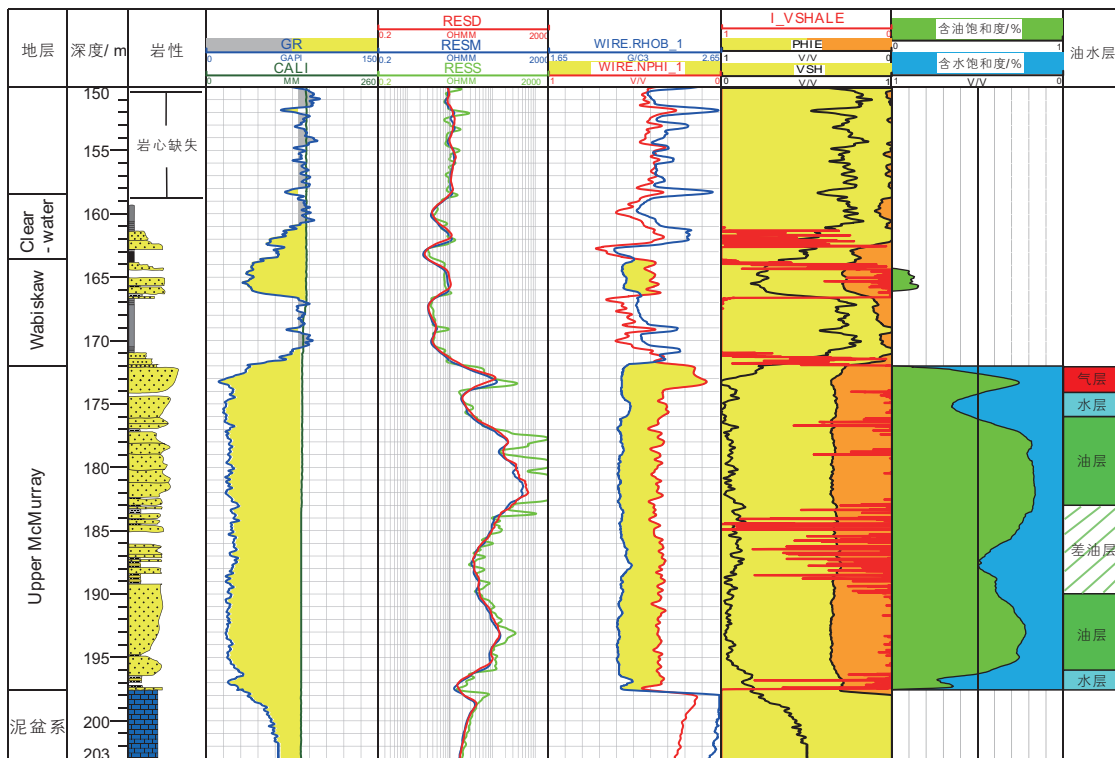 地层
深度/ m
岩性
GR
0 GAPI 150
CALI
MM 260
RESD
0.2 OHMM 2000
RESM
OHMM 2000
RESS
0.2 OHMM 2000
WIRE.RHOB_1
1.65 G/C3 2.65
WIRE.NPHI_1
1 V/V 0
I_VSHALE
1 0
PHIE
1 V/V 0
VSH
0 V/V 1
含油饱和度/%
0 1
含水饱和度/%
1 V/V 0
油水层
150
155
160
165
170
175
180
185
190
195
200
203
岩心缺失
Clear
- water
Wabiskaw
Upper McMurray
泥盆系
气层
水层
油层
差油层
油层
水层